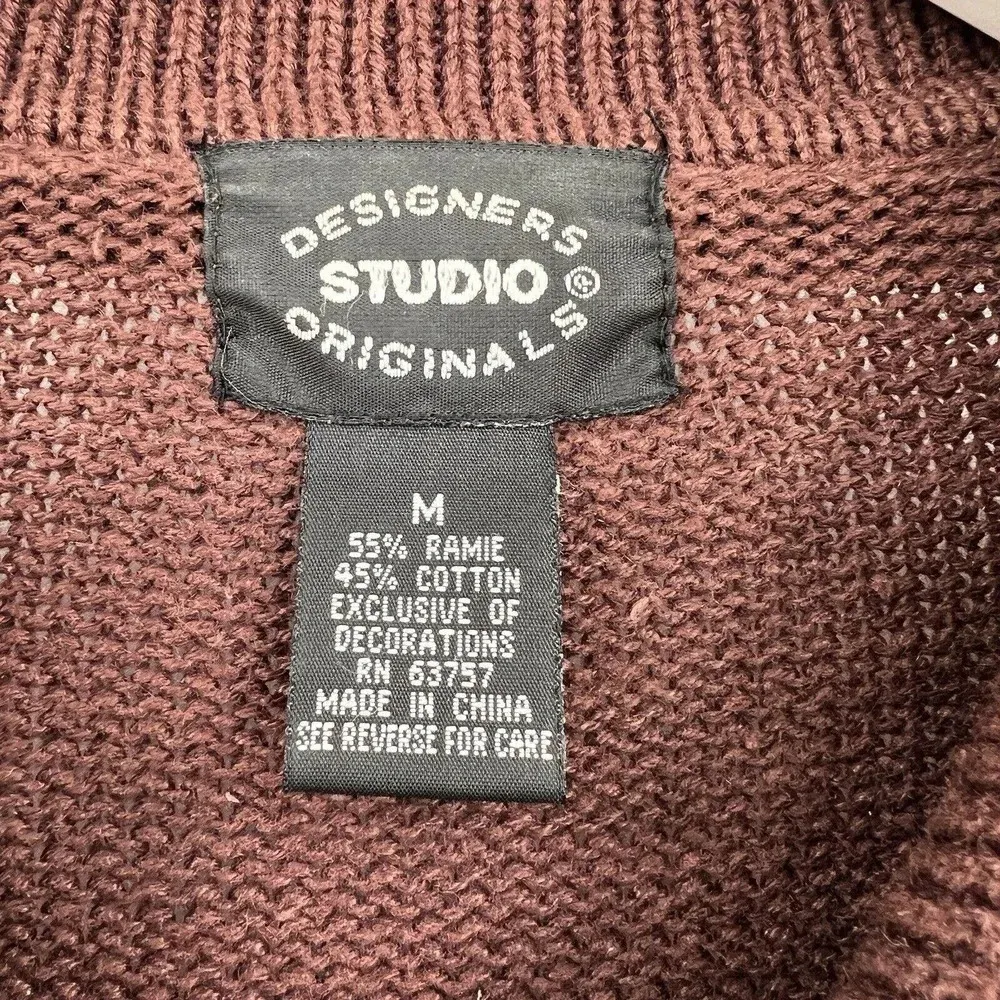 DESIGNERS
STUDIO®
ORIGINALS
M
55% RAMIE
45% COTTON
EXCLUSIVE OF
DECORATIONS
RN 63757
MADE IN CHINA
SEE REVERSE FOR CARE